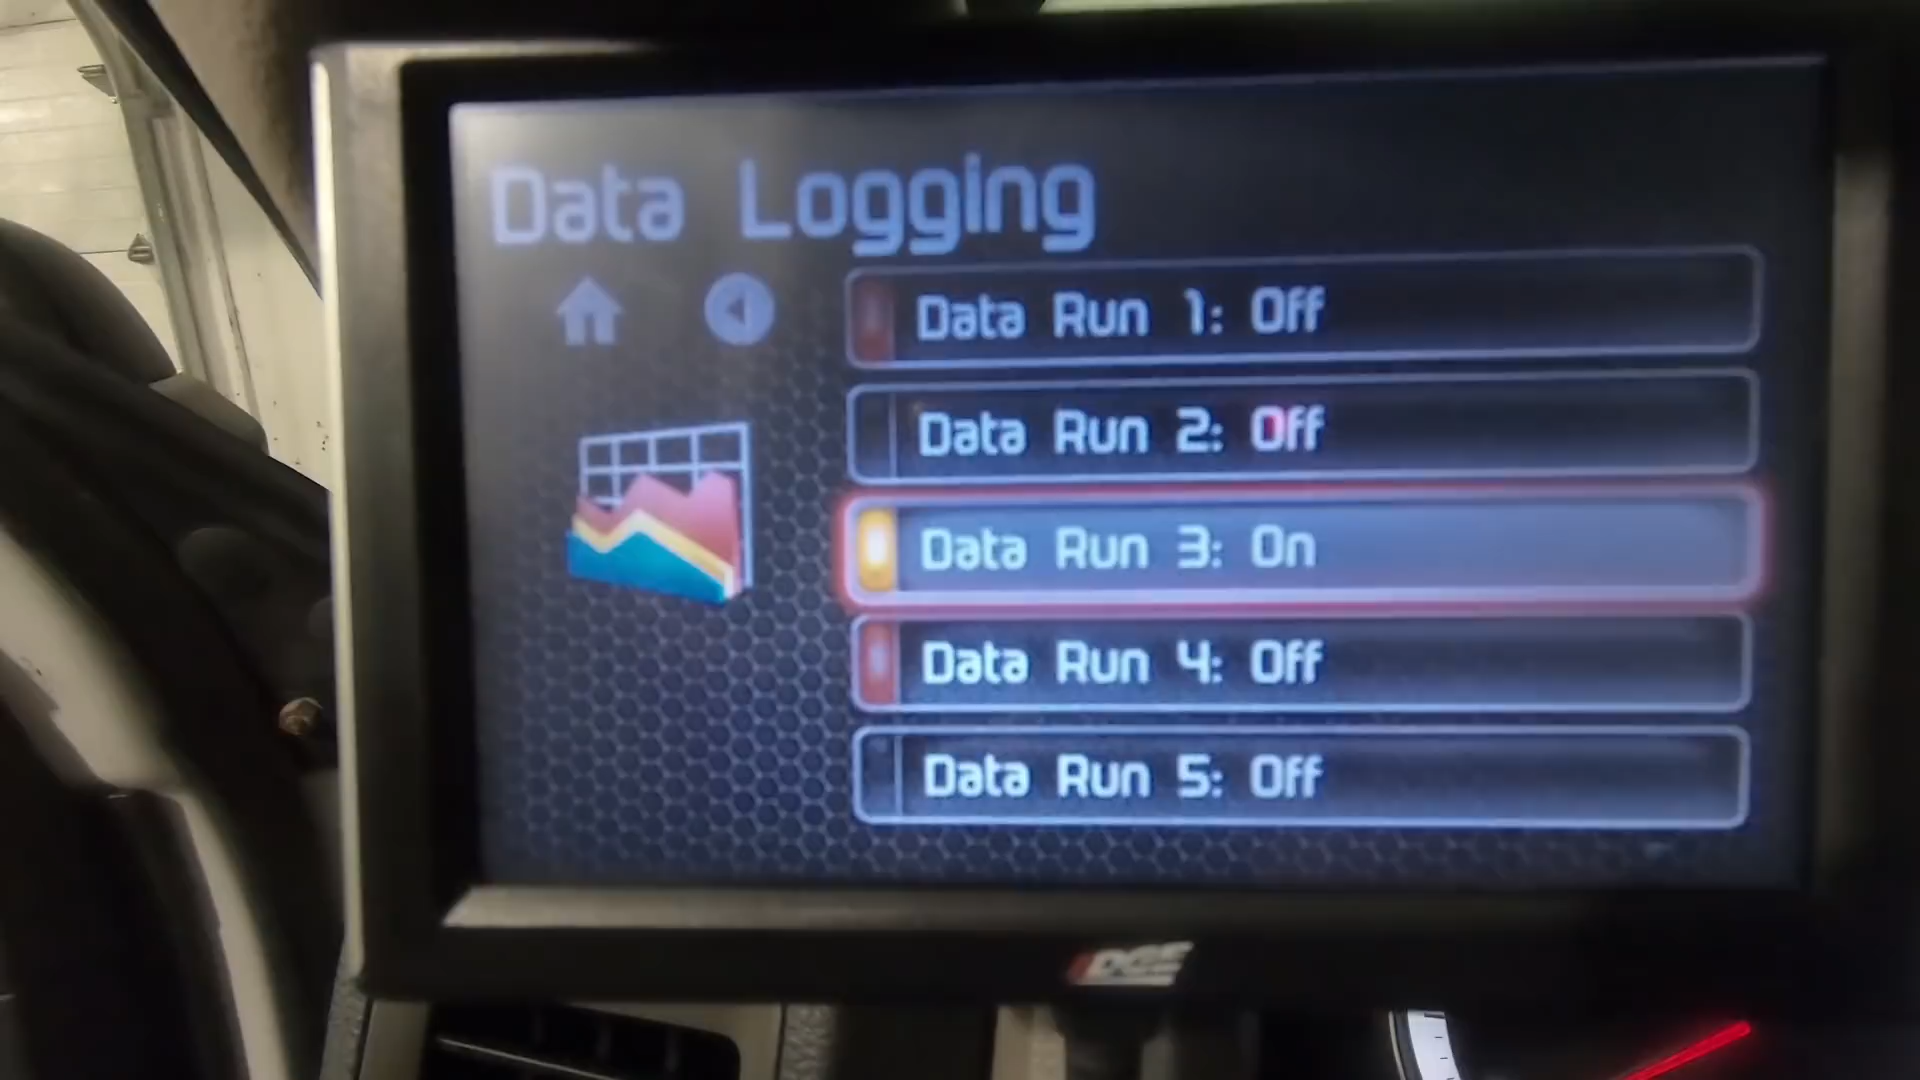 Data Logging
Data Run 1: Off
Data Run 2: Off
Data Run 3: On
Data Run 4: Off
Data Run 5: Off
EDGE